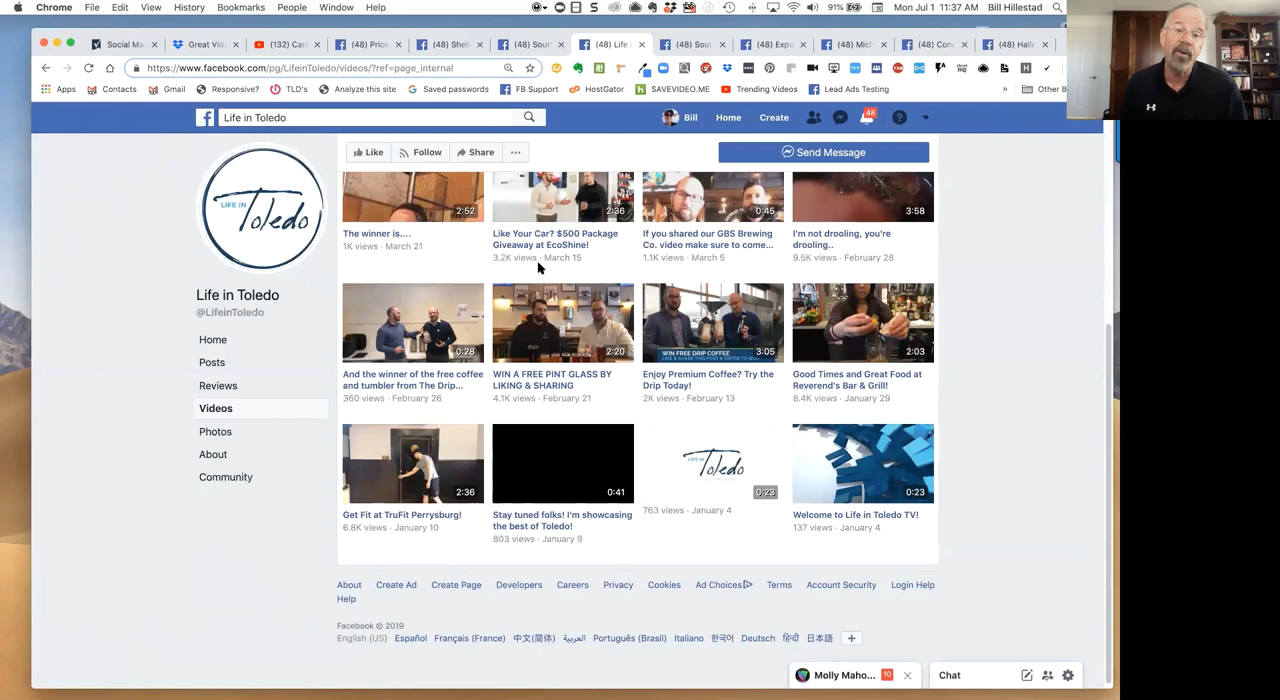 Chrome File Edit View History Bookmarks People Window Help
91% Mon Jul 1 11:37 AM Bill Hillestad
Social Ma
Great Vid
(132) Cas
(48) Price
(48) Shell
(48) Sout
(48) Life
(48) Sout
(48) Expe
(48) Mich
(48) Con
(48) Hallm
https://www.facebook.com/pg/LifeinToledo/videos/?ref=page_internal
Apps Contacts Gmail Responsive? TLD's Analyze this site Saved passwords FB Support HostGator SAVEVIDEO.ME Trending Videos Lead Ads Testing » Other B
Life in Toledo
Bill Home Create 48
Like Follow Share ... Send Message
LIFE IN
Toledo
Life in Toledo
@LifeinToledo
Home
Posts
Reviews
Videos
Photos
About
Community
2:52
The winner is....
1K views · March 21
2:36
Like Your Car? $500 Package
Giveaway at EcoShine!
3.2K views · March 15
0:45
If you shared our GBS Brewing
Co. video make sure to come...
1.1K views · March 5
3:58
I'm not drooling, you're
drooling..
9.5K views · February 28
0:28
And the winner of the free coffee
and tumbler from The Drip...
360 views · February 26
2:20
WIN A FREE PINT GLASS BY
LIKING & SHARING
4.1K views · February 21
WIN FREE DRIP COFFEE
3:05
Enjoy Premium Coffee? Try the
Drip Today!
2K views · February 13
2:03
Good Times and Great Food at
Reverend's Bar & Grill!
8.4K views · January 29
2:36
Get Fit at TruFit Perrysburg!
6.8K views · January 10
0:41
Stay tuned folks! I'm showcasing
the best of Toledo!
803 views · January 9
LIFE IN
Toledo
0:23
763 views · January 4
0:23
Welcome to Life in Toledo TV!
137 views · January 4
About Create Ad Create Page Developers Careers Privacy Cookies Ad Choices Terms Account Security Login Help
Help
Facebook © 2019
English (US) Español Français (France) 中文(简体) العربية Português (Brasil) Italiano 한국어 Deutsch हिन्दी 日本語 +
Molly Maho... 10
Chat